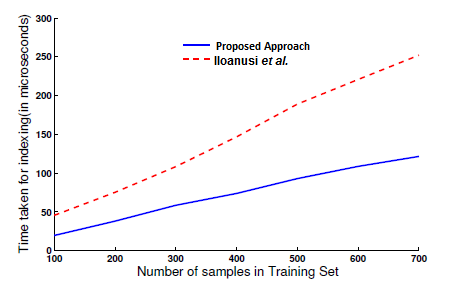 300
250
200
150
100
50
0
Time taken for indexing(in microseconds)
Proposed Approach
Iloanusi et al.
100 200 300 400 500 600 700
Number of samples in Training Set